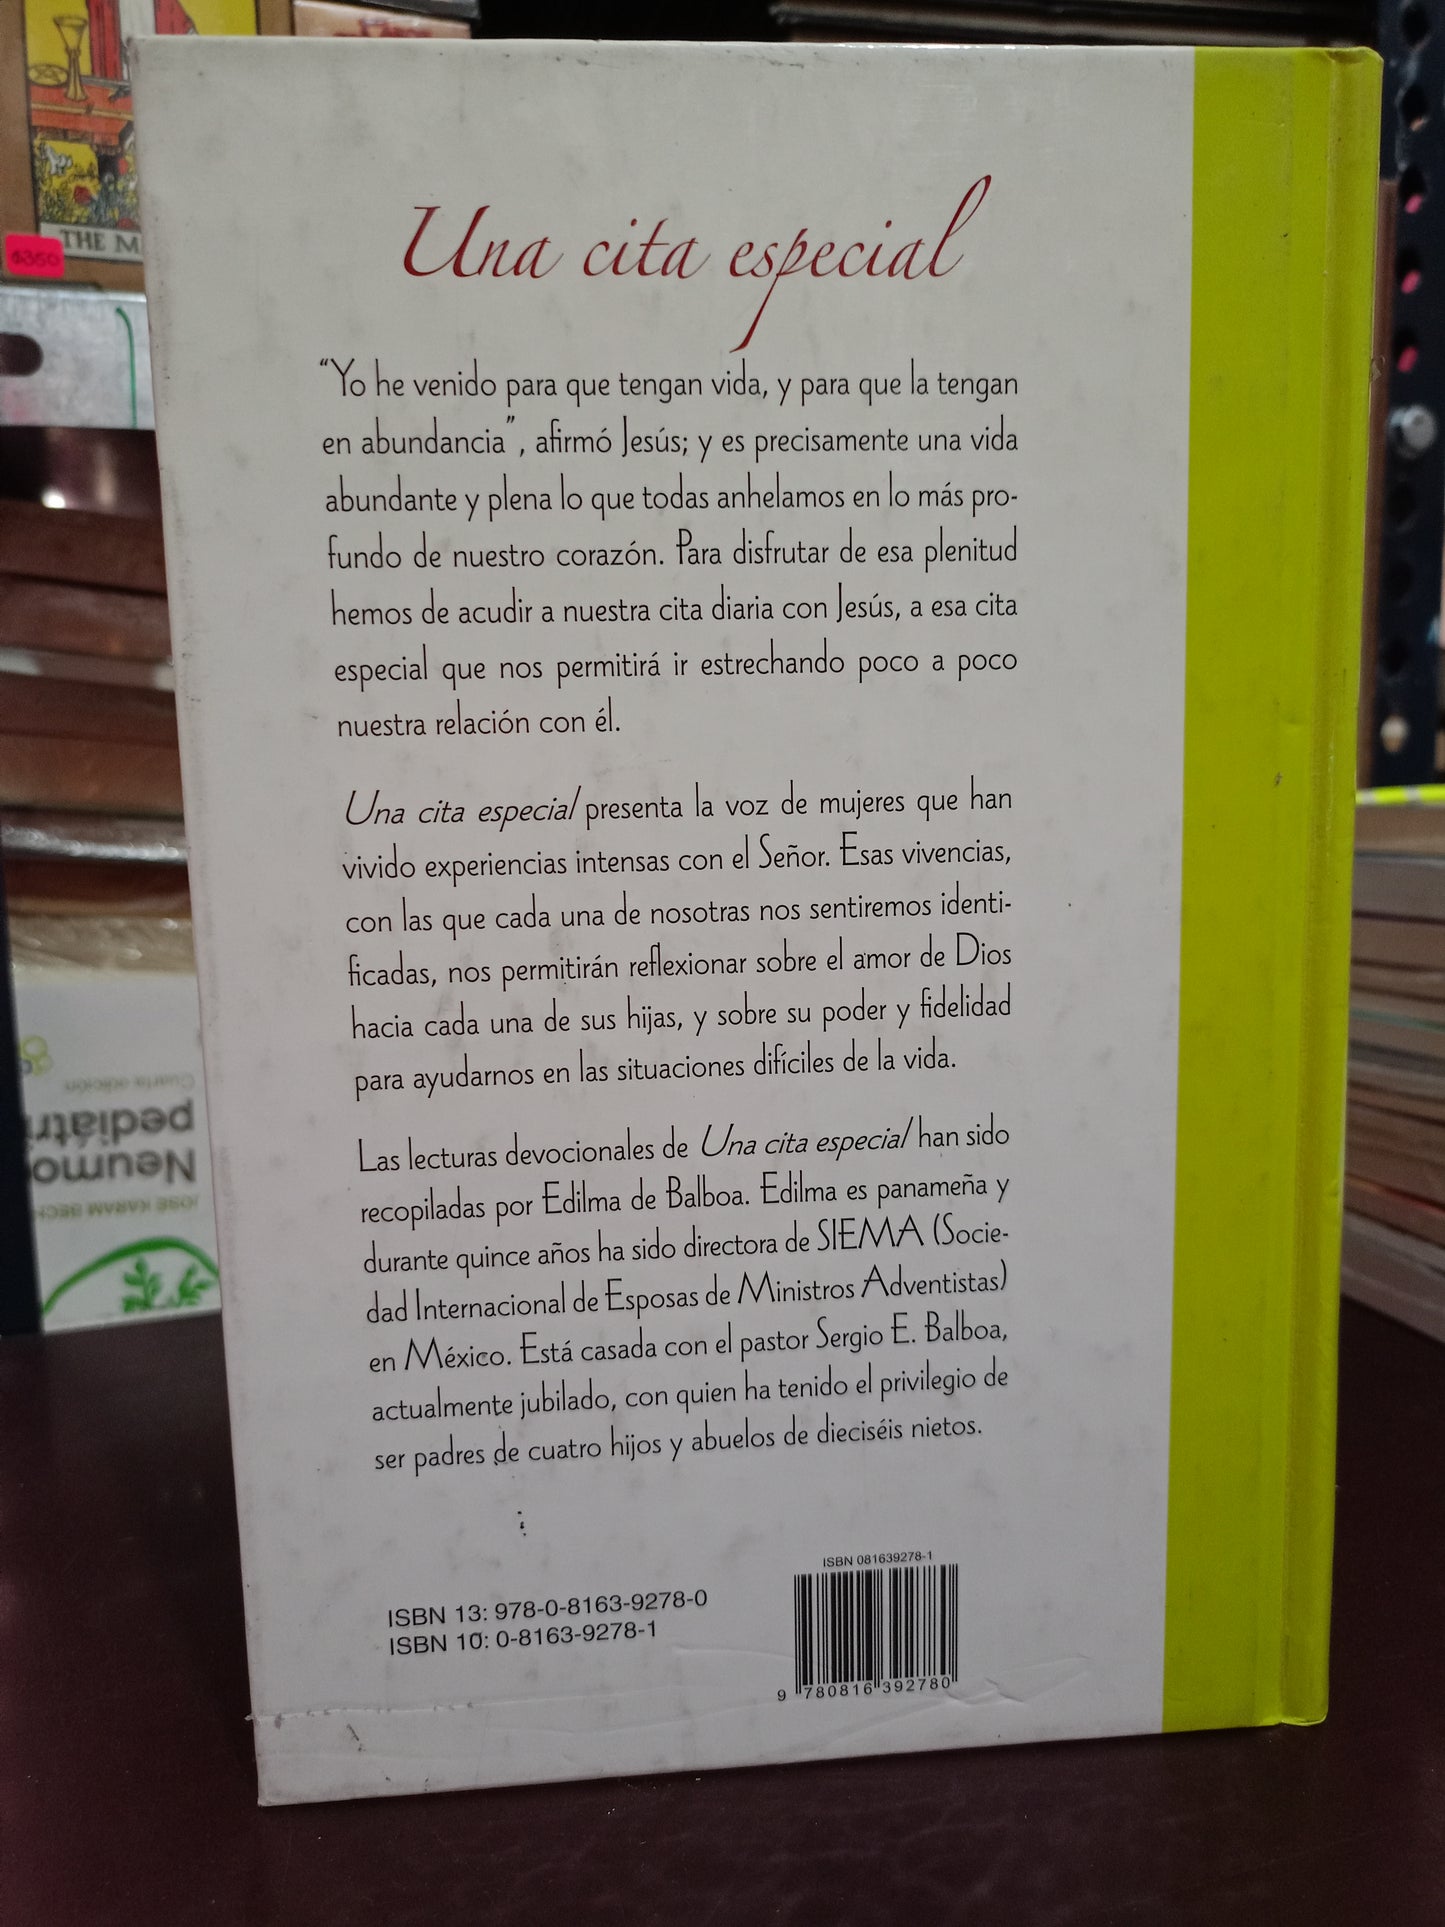 Una cita especial
“Yo he venido para que tengan vida, y para que la tengan
en abundancia”, afirmó Jesús; y es precisamente una vida
abundante y plena lo que todas anhelamos en lo más pro-
fundo de nuestro corazón. Para disfrutar de esa plenitud
hemos de acudir a nuestra cita diaria con Jesús, a esa cita
especial que nos permitirá ir estrechando poco a poco
nuestra relación con él.
Una cita especial presenta la voz de mujeres que han
vivido experiencias intensas con el Señor. Esas vivencias,
con las que cada una de nosotras nos sentiremos identi-
ficadas, nos permitirán reflexionar sobre el amor de Dios
hacia cada una de sus hijas, y sobre su poder y fidelidad
para ayudarnos en las situaciones difíciles de la vida.
Las lecturas devocionales de Una cita especial han sido
recopiladas por Edilma de Balboa. Edilma es panameña y
durante quince años ha sido directora de SIEMA (Socie-
dad Internacional de Esposas de Ministros Adventistas)
en México. Está casada con el pastor Sergio E. Balboa,
actualmente jubilado, con quien ha tenido el privilegio de
ser padres de cuatro hijos y abuelos de dieciséis nietos.
ISBN 13: 978-0-8163-9278-0
ISBN 10: 0-8163-9278-1
ISBN 081639278-1
9 780816 392780
THE
$350
Cuarta edición
pediátri
Neumo
JOSÉ KARAM BECH